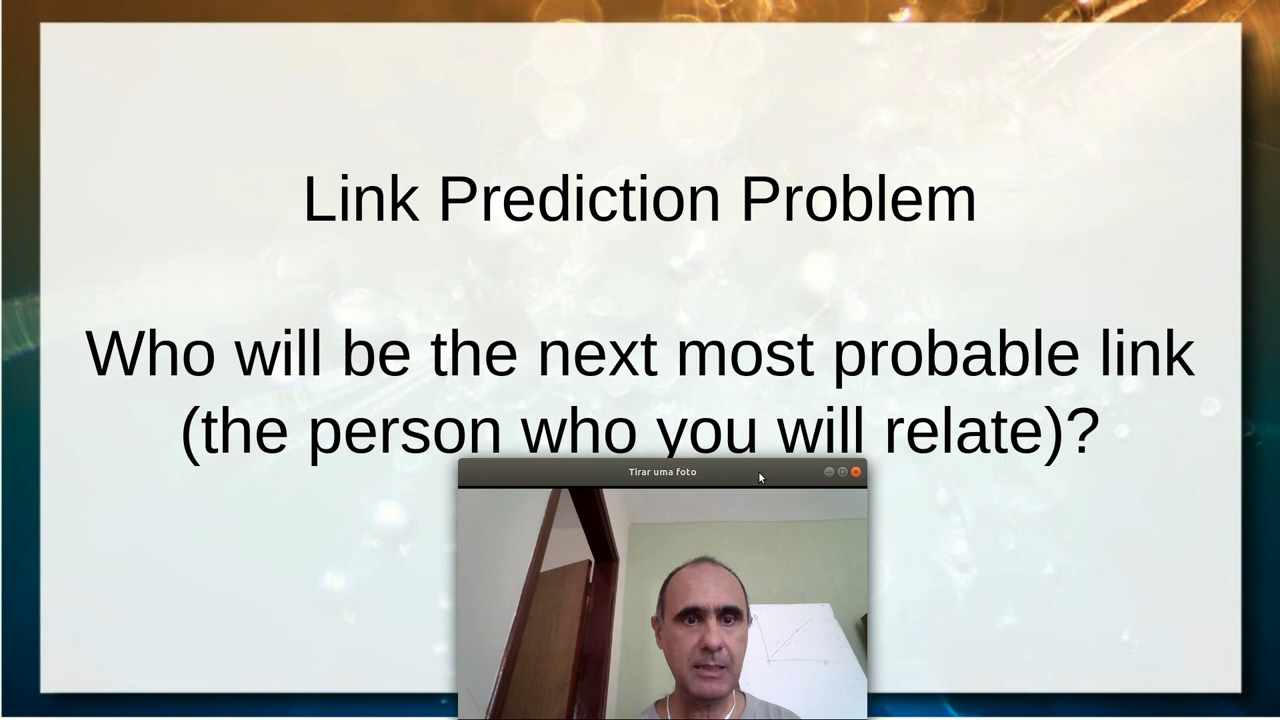 Link Prediction Problem
Who will be the next most probable link
(the person who you will relate)?
Tirar uma foto